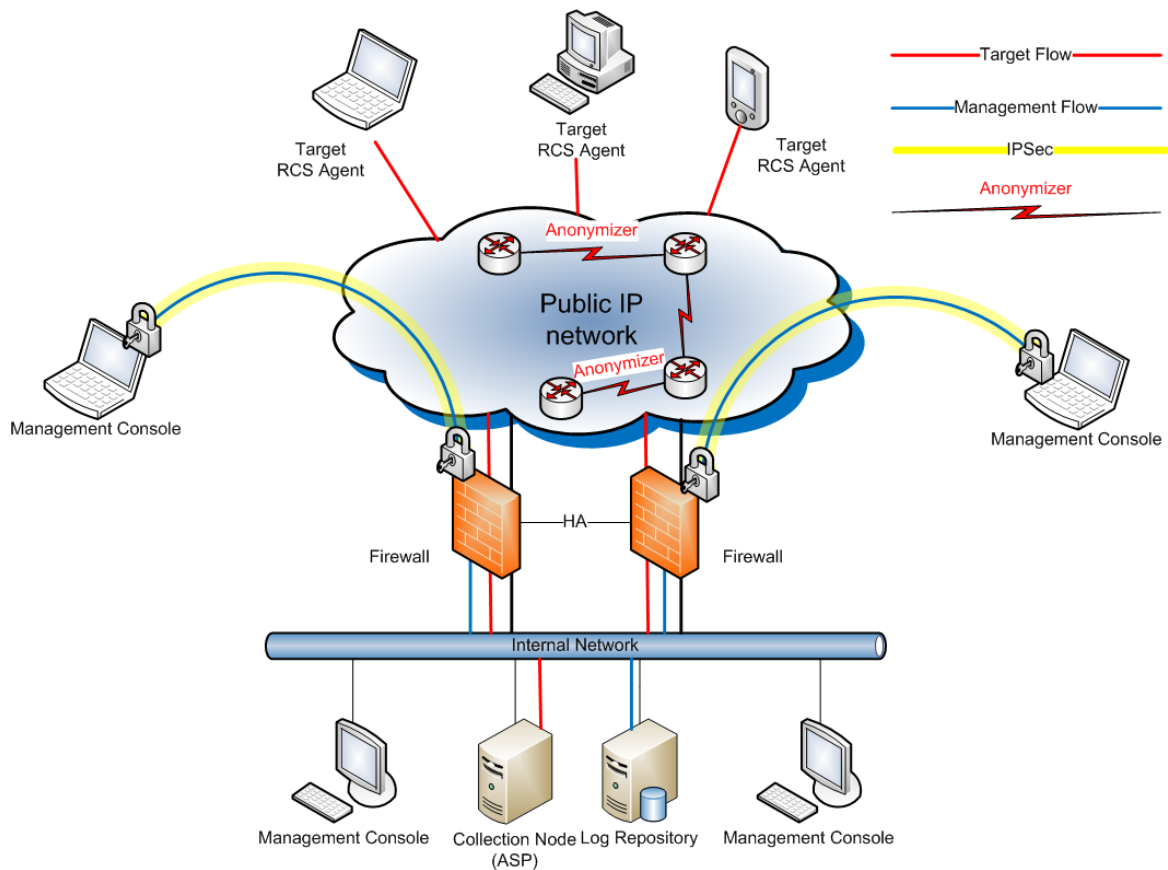 Target
RCS Agent
Target
RCS Agent
Target
RCS Agent
Target Flow
Management Flow
IPSec
Anonymizer
Anonymizer
Public IP
network
Anonymizer
Management Console
Management Console
HA
Firewall
Firewall
Internal Network
Management Console
Collection Node
(ASP)
Log Repository
Management Console